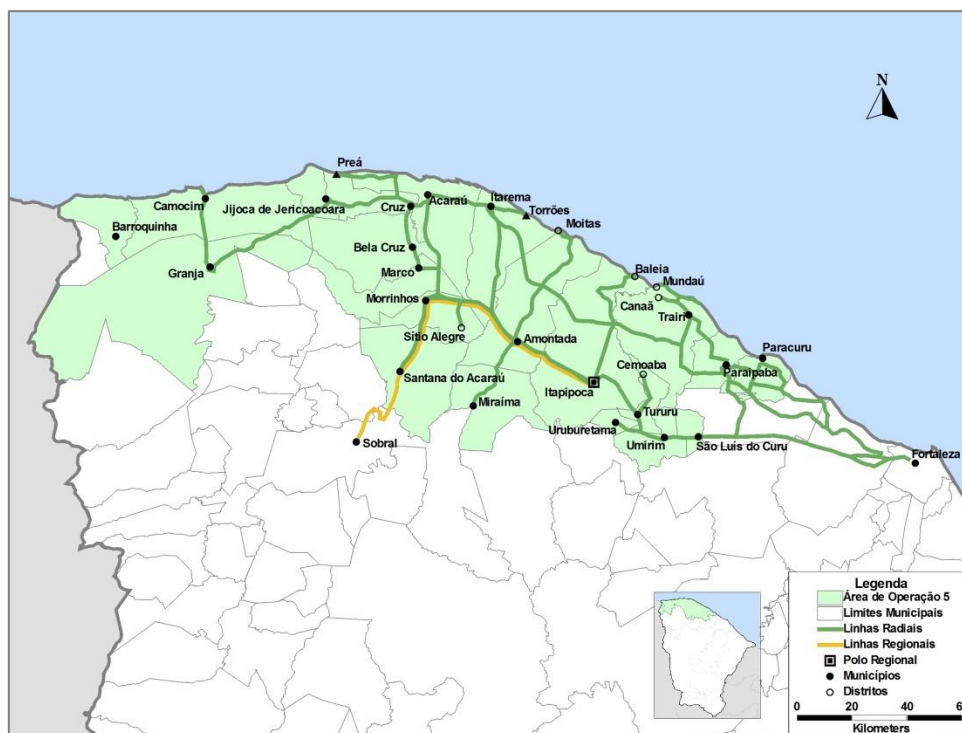 N
Preá
Camocim
Jijoca de Jericoacoara
Cruz
Acaraú
Itarema
Torrões
Moitas
Barroquinha
Bela Cruz
Granja
Marco
Baleia
Mundaú
Canaã
Trairi
Morrinhos
Sítio Alegre
Amontada
Paracuru
Cemoaba
Paraipaba
Santana do Acaraú
Itapipoca
Miraíma
Tururu
Uruburetama
Sobral
Umirim
São Luís do Curu
Fortaleza
Legenda
Área de Operação 5
Limites Municipais
Linhas Radiais
Linhas Regionais
Polo Regional
Municípios
Distritos
0 20 40 6
Kilometers